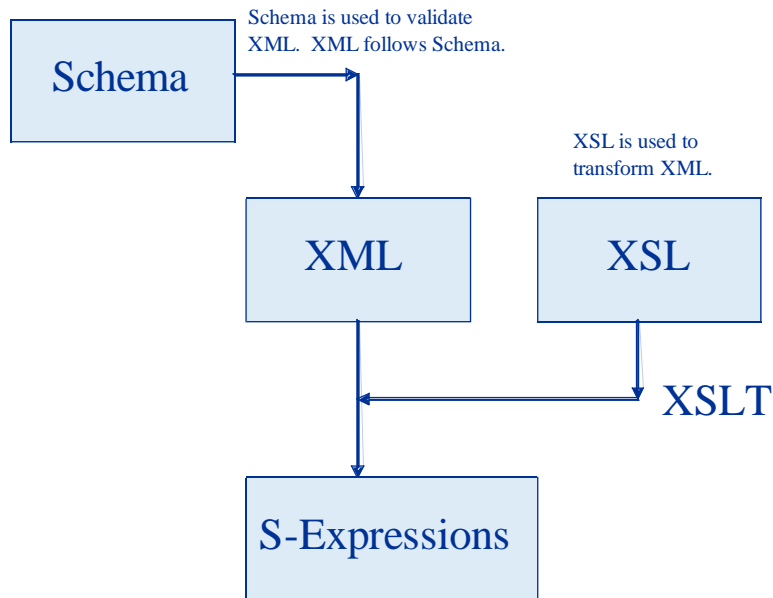 Schema is used to validate
XML. XML follows Schema.
Schema
XSL is used to
transform XML.
XML
XSL
XSLT
S-Expressions